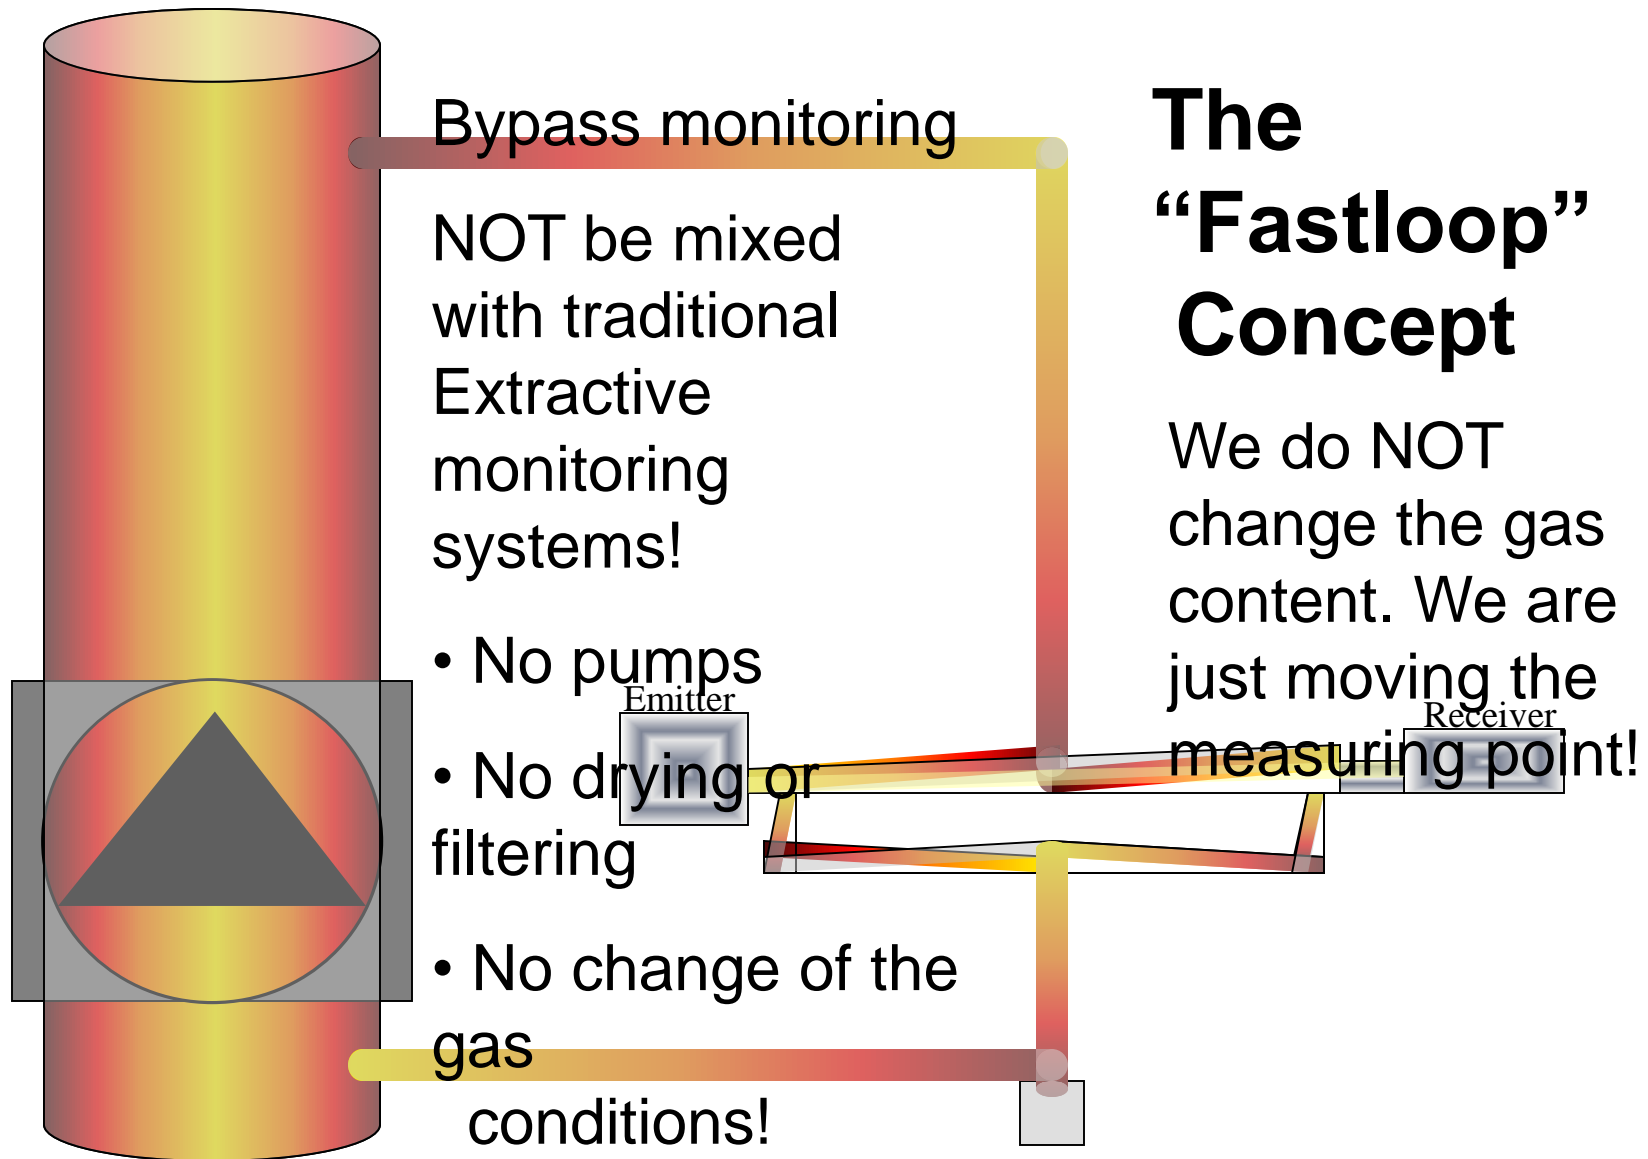 The
“Fastloop”
Concept
Bypass monitoring
NOT be mixed
with traditional
Extractive
monitoring
systems!
• No pumps
• No drying or
filtering
• No change of the
gas
conditions!
We do NOT
change the gas
content. We are
just moving the
measuring point!
Emitter
Receiver